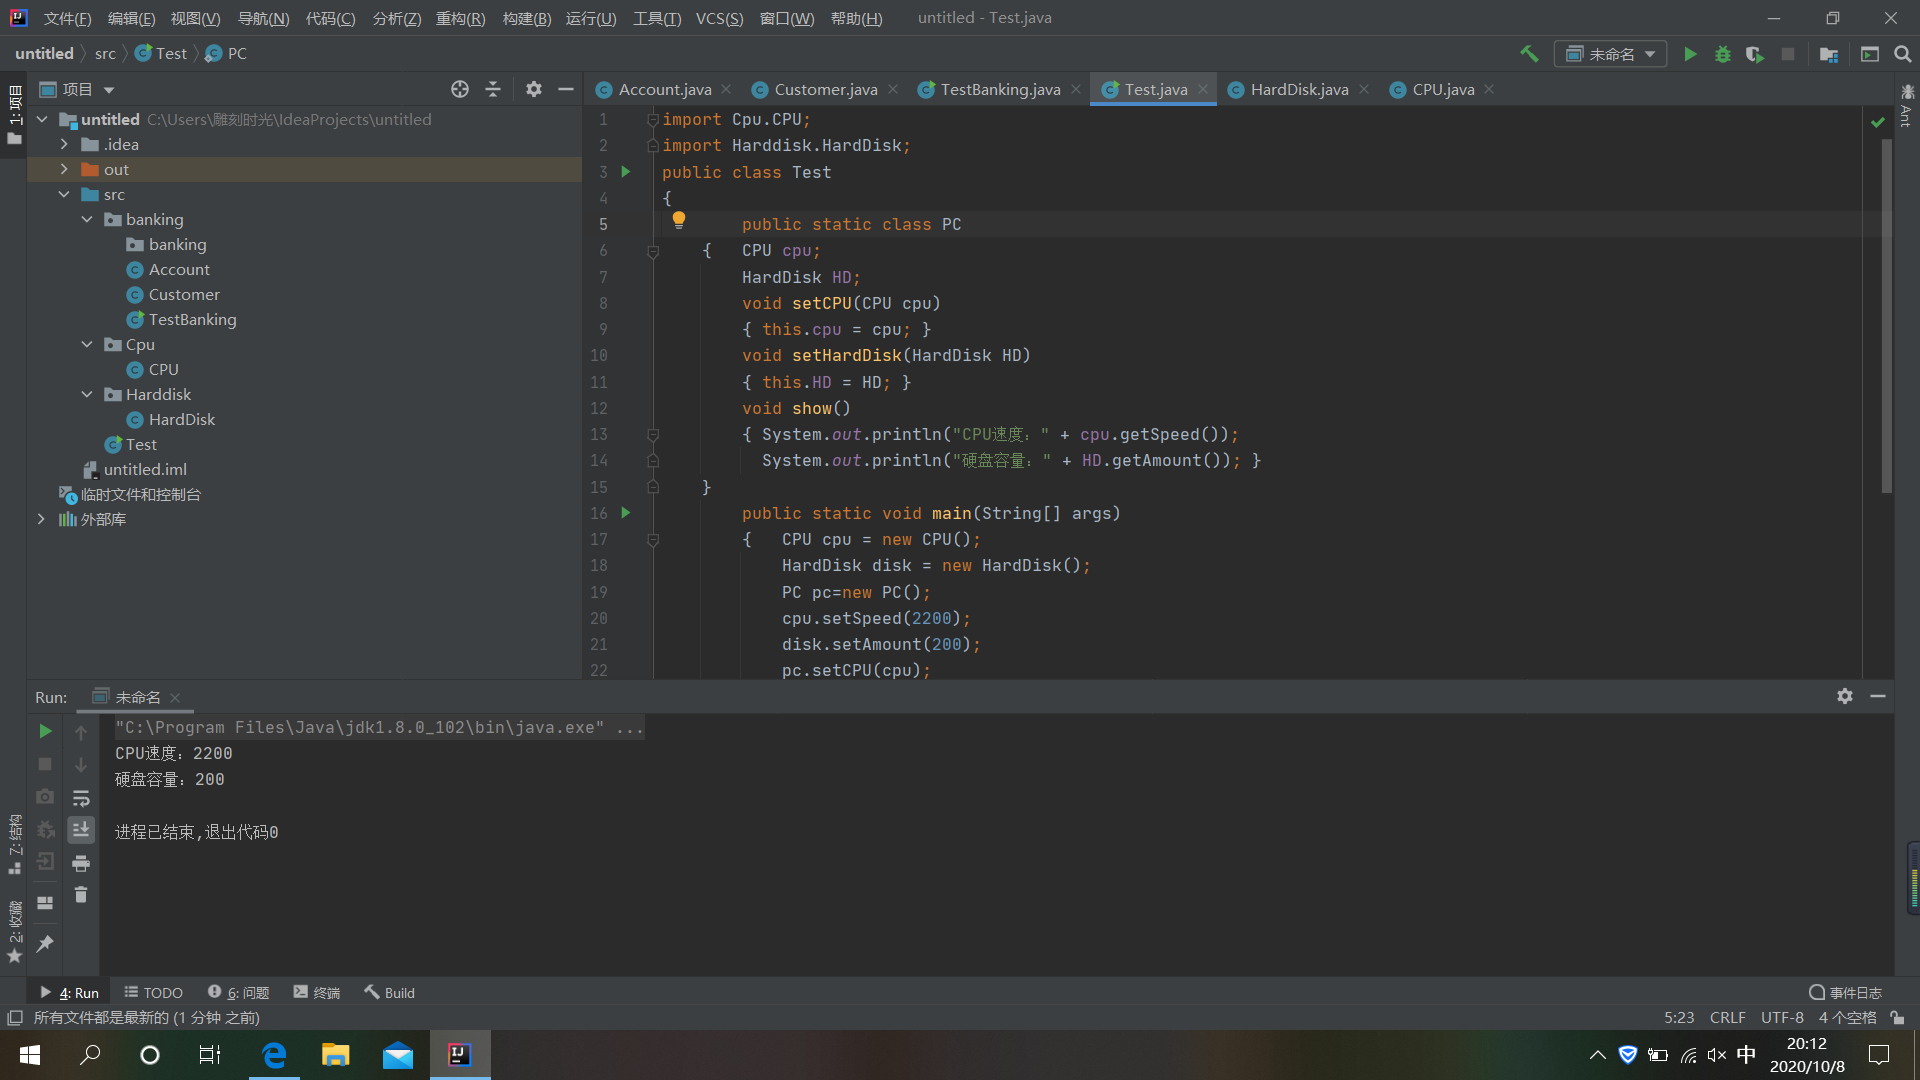 文件(F) 编辑(E) 视图(V) 导航(N) 代码(C) 分析(Z) 重构(R) 构建(B) 运行(U) 工具(T) VCS(S) 窗口(W) 帮助(H) untitled - Test.java
untitled src Test PC 未命名
1: 项目
项目
Account.java Customer.java TestBanking.java Test.java HardDisk.java CPU.java
Ant
untitled C:\Users\雕刻时光\IdeaProjects\untitled
.idea
out
src
banking
banking
Account
Customer
TestBanking
Cpu
CPU
Harddisk
HardDisk
Test
untitled.iml
临时文件和控制台
外部库
1 import Cpu.CPU;
2 import Harddisk.HardDisk;
3 public class Test
4 {
5 public static class PC
6 { CPU cpu;
7 HardDisk HD;
8 void setCPU(CPU cpu)
9 { this.cpu = cpu; }
10 void setHardDisk(HardDisk HD)
11 { this.HD = HD; }
12 void show()
13 { System.out.println("CPU速度：" + cpu.getSpeed());
14 System.out.println("硬盘容量：" + HD.getAmount()); }
15 }
16 public static void main(String[] args)
17 { CPU cpu = new CPU();
18 HardDisk disk = new HardDisk();
19 PC pc=new PC();
20 cpu.setSpeed(2200);
21 disk.setAmount(200);
22 pc.setCPU(cpu);
Run: 未命名
"C:\Program Files\Java\jdk1.8.0_102\bin\java.exe" ...
CPU速度：2200
硬盘容量：200
进程已结束,退出代码0
Z: 结构
2: 收藏
4: Run TODO 6: 问题 终端 Build 事件日志
所有文件都是最新的 (1 分钟 之前) 5:23 CRLF UTF-8 4 个空格
中 20:12
2020/10/8